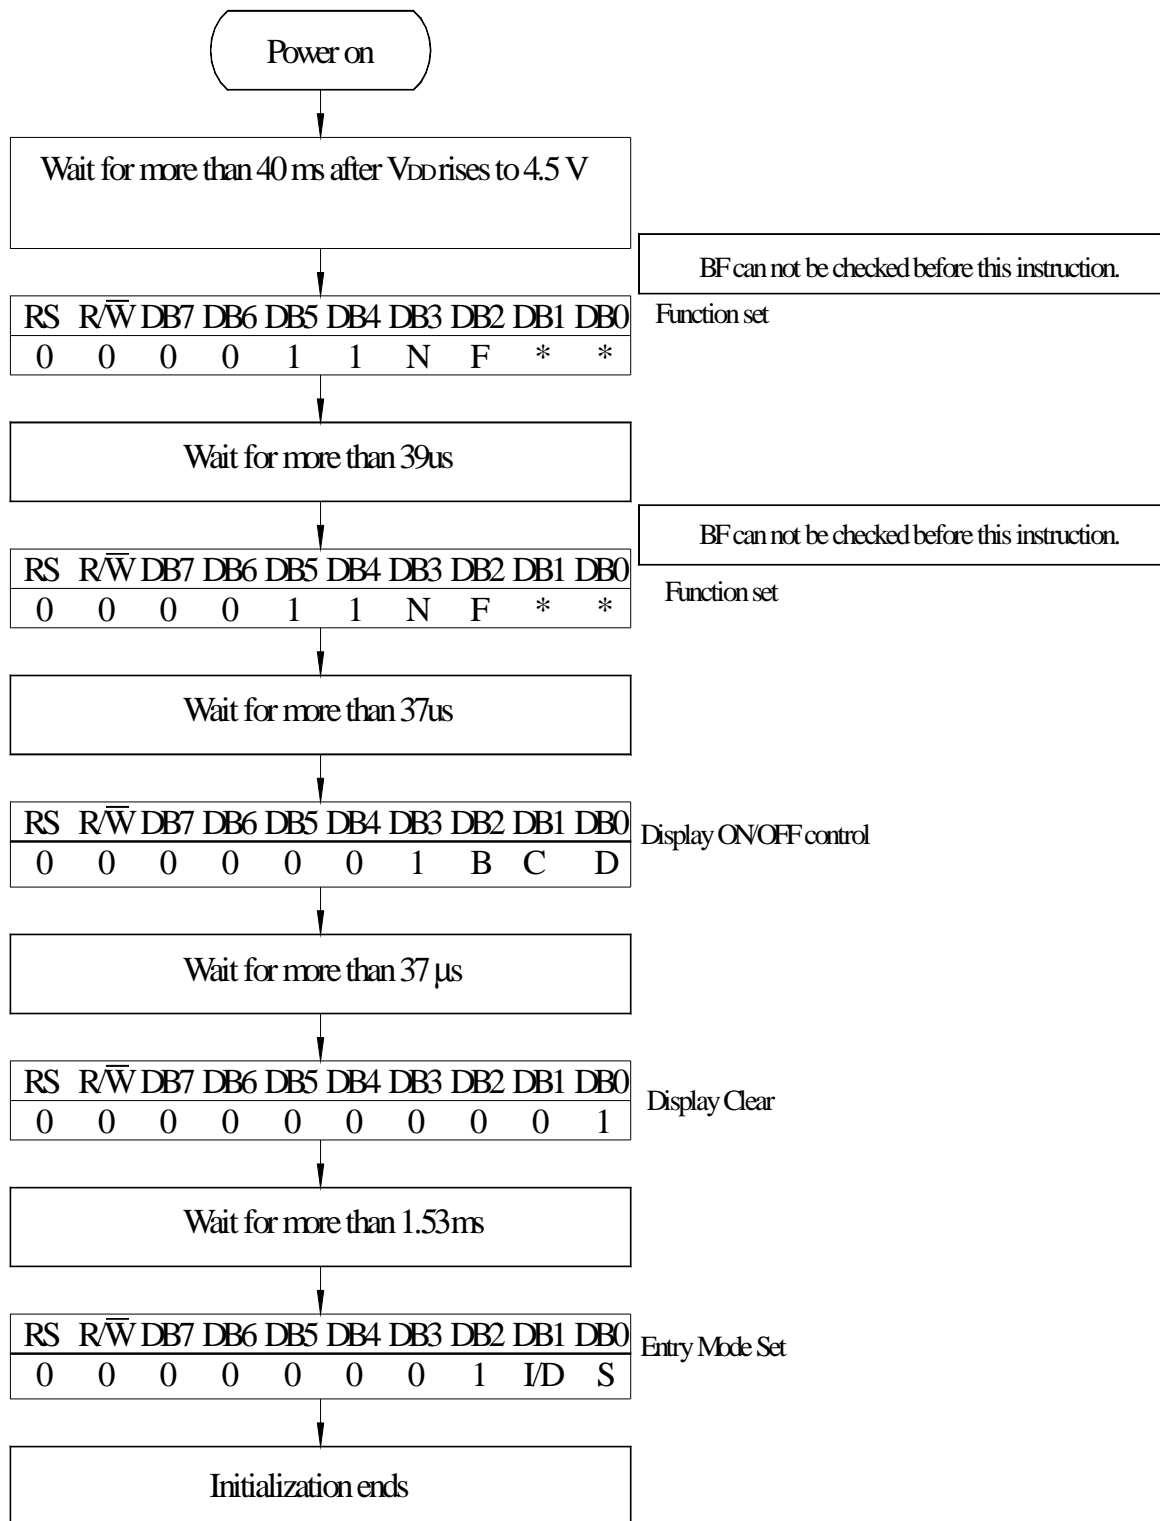 Power on
Wait for more than 40 ms after VDD rises to 4.5 V
BF can not be checked before this instruction.
RS R/W̅ DB7 DB6 DB5 DB4 DB3 DB2 DB1 DB0
Function set
0 0 0 0 1 1 N F * *
Wait for more than 39us
BF can not be checked before this instruction.
RS R/W̅ DB7 DB6 DB5 DB4 DB3 DB2 DB1 DB0
Function set
0 0 0 0 1 1 N F * *
Wait for more than 37us
RS R/W̅ DB7 DB6 DB5 DB4 DB3 DB2 DB1 DB0
Display ON/OFF control
0 0 0 0 0 0 1 B C D
Wait for more than 37 μs
RS R/W̅ DB7 DB6 DB5 DB4 DB3 DB2 DB1 DB0
Display Clear
0 0 0 0 0 0 0 0 0 1
Wait for more than 1.53ms
RS R/W̅ DB7 DB6 DB5 DB4 DB3 DB2 DB1 DB0
Entry Mode Set
0 0 0 0 0 0 0 1 I/D S
Initialization ends